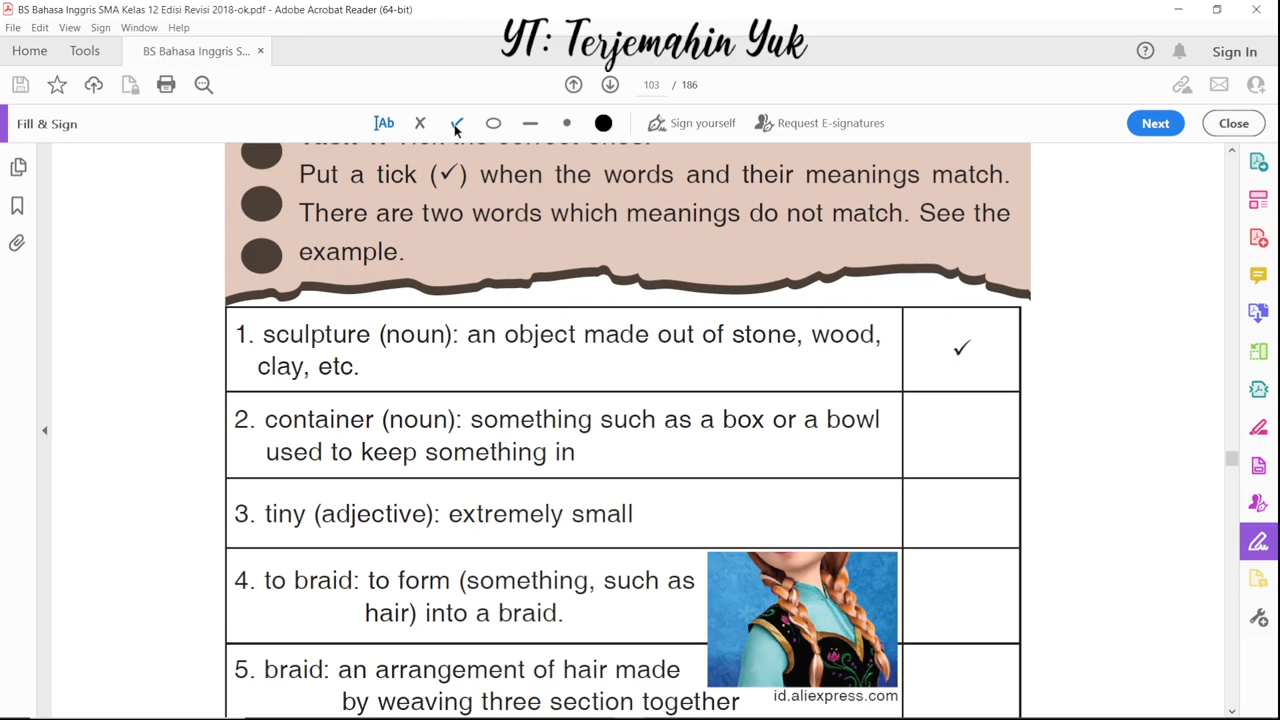 BS Bahasa Inggris SMA Kelas 12 Edisi Revisi 2018-ok.pdf - Adobe Acrobat Reader (64-bit)
YT: Terjemahin Yuk
File Edit View Sign Window Help
Home Tools BS Bahasa Inggris S... × Sign In
103 / 186
Fill & Sign
Ab Sign yourself Request E-signatures Next Close
Put a tick (✓) when the words and their meanings match.
There are two words which meanings do not match. See the
example.
1. sculpture (noun): an object made out of stone, wood,
clay, etc. ✓
2. container (noun): something such as a box or a bowl
used to keep something in
3. tiny (adjective): extremely small
4. to braid: to form (something, such as
hair) into a braid.
5. braid: an arrangement of hair made
by weaving three section together
id.aliexpress.com